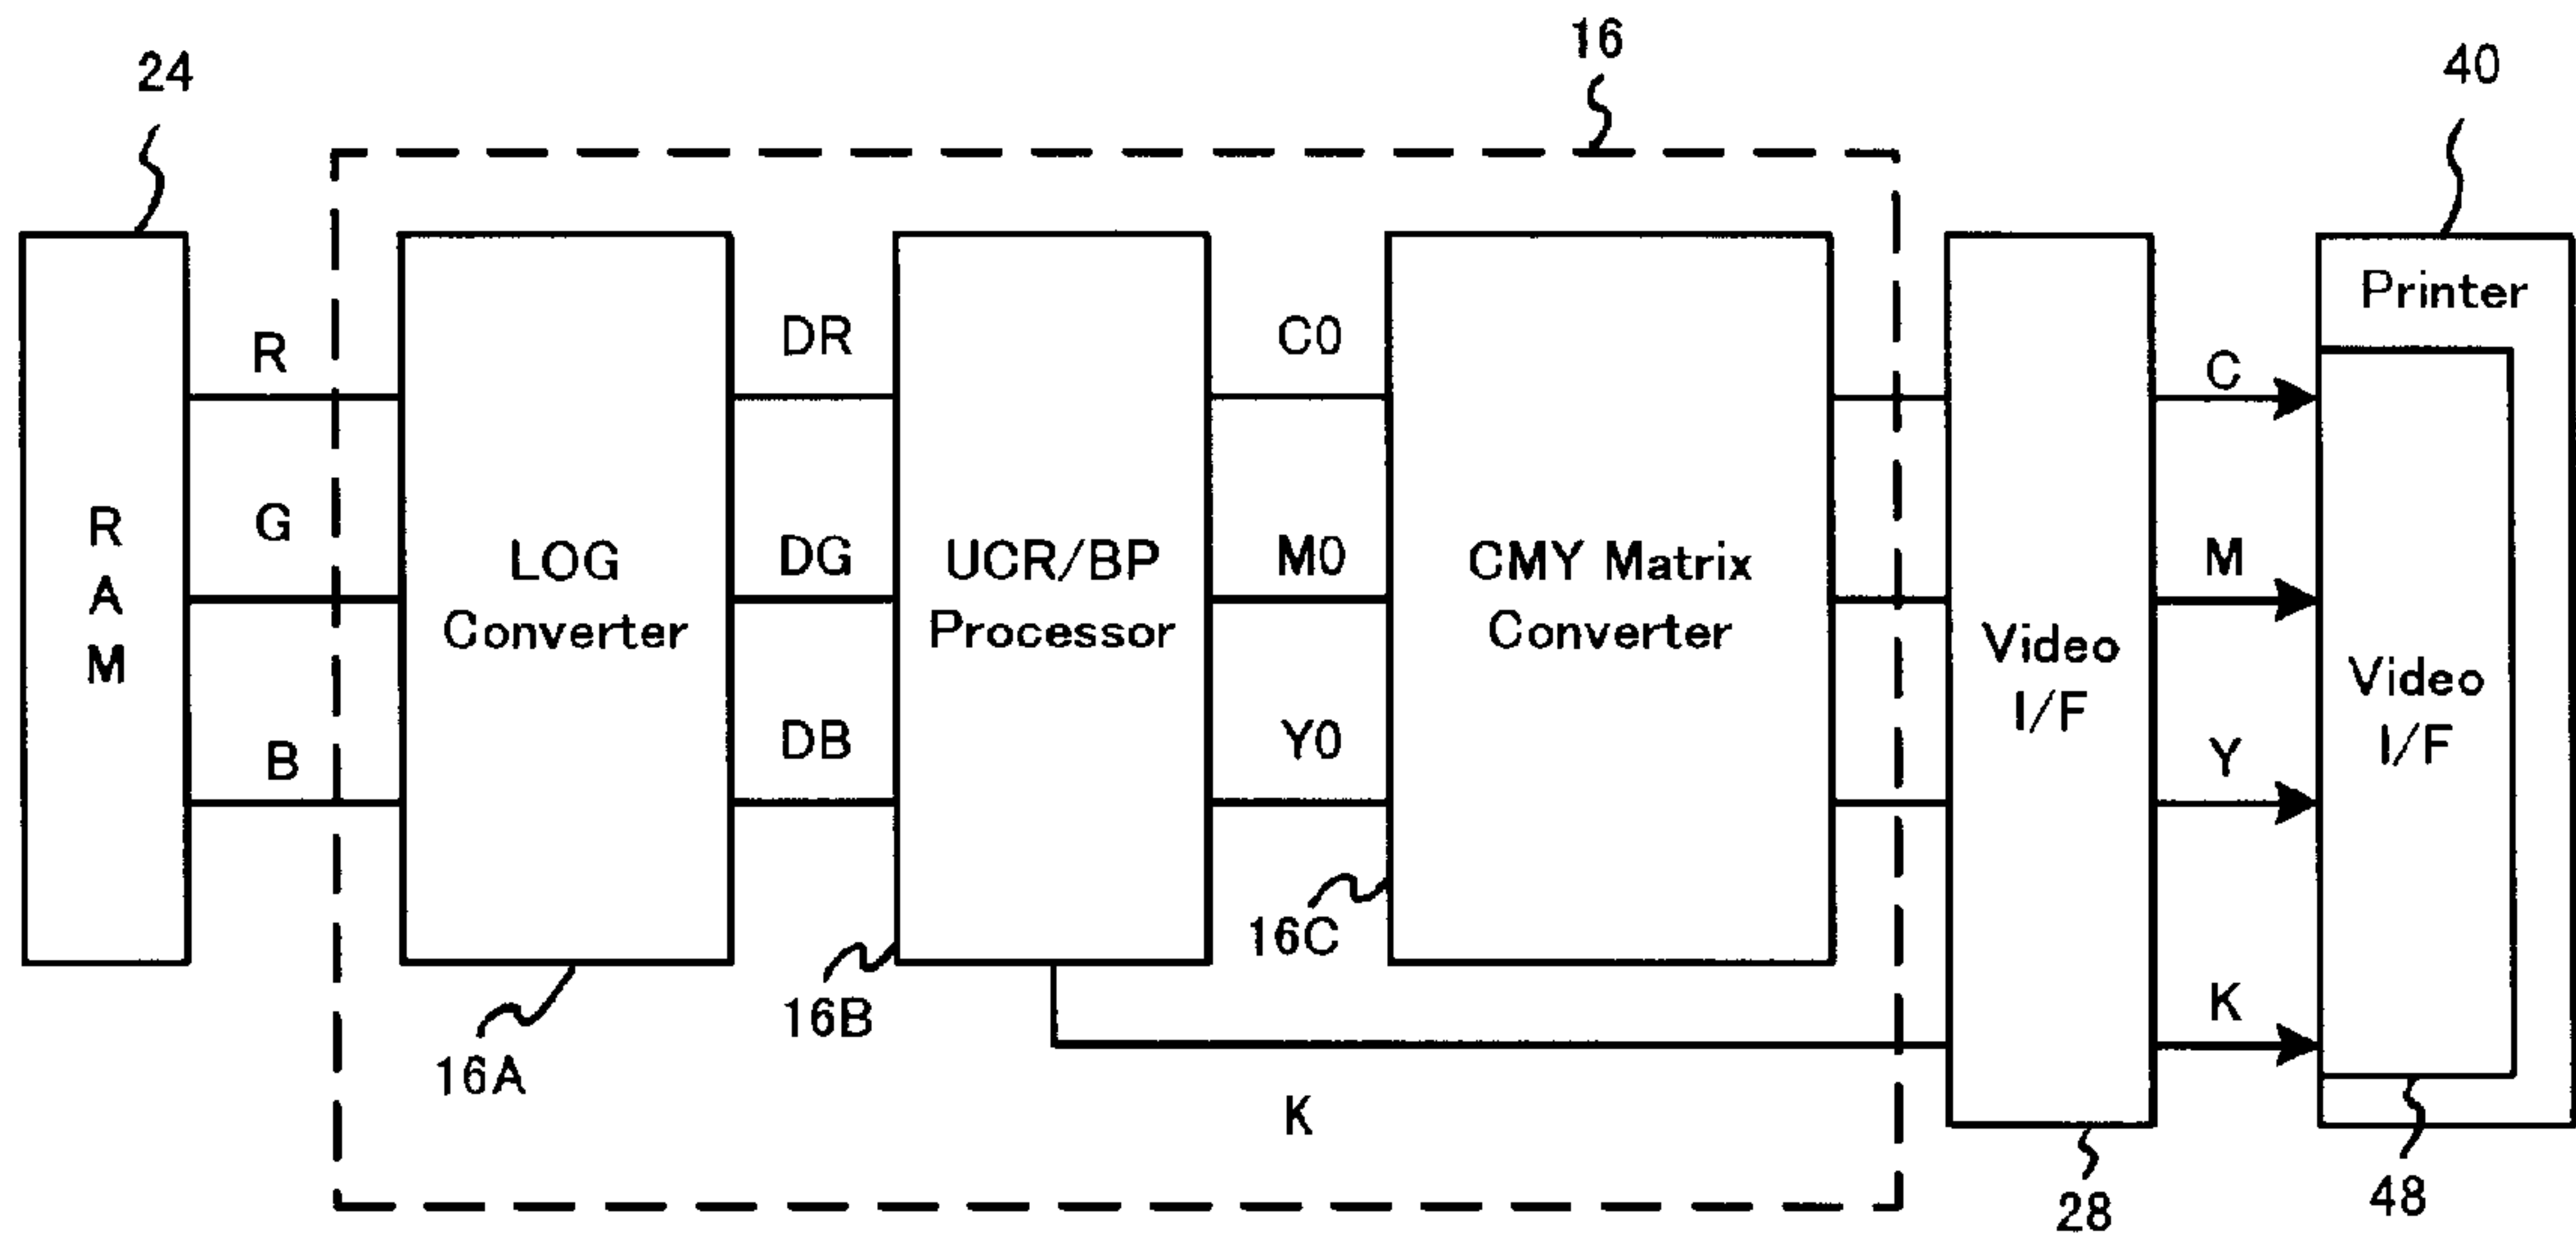 24
16
40
Printer
R
DR
C0
C
R
A
M
G
LOG
Converter
DG
UCR/BP
Processor
M0
CMY Matrix
Converter
M
Video
I/F
Video
I/F
B
DB
Y0
Y
16A
16B
16C
K
K
28
48